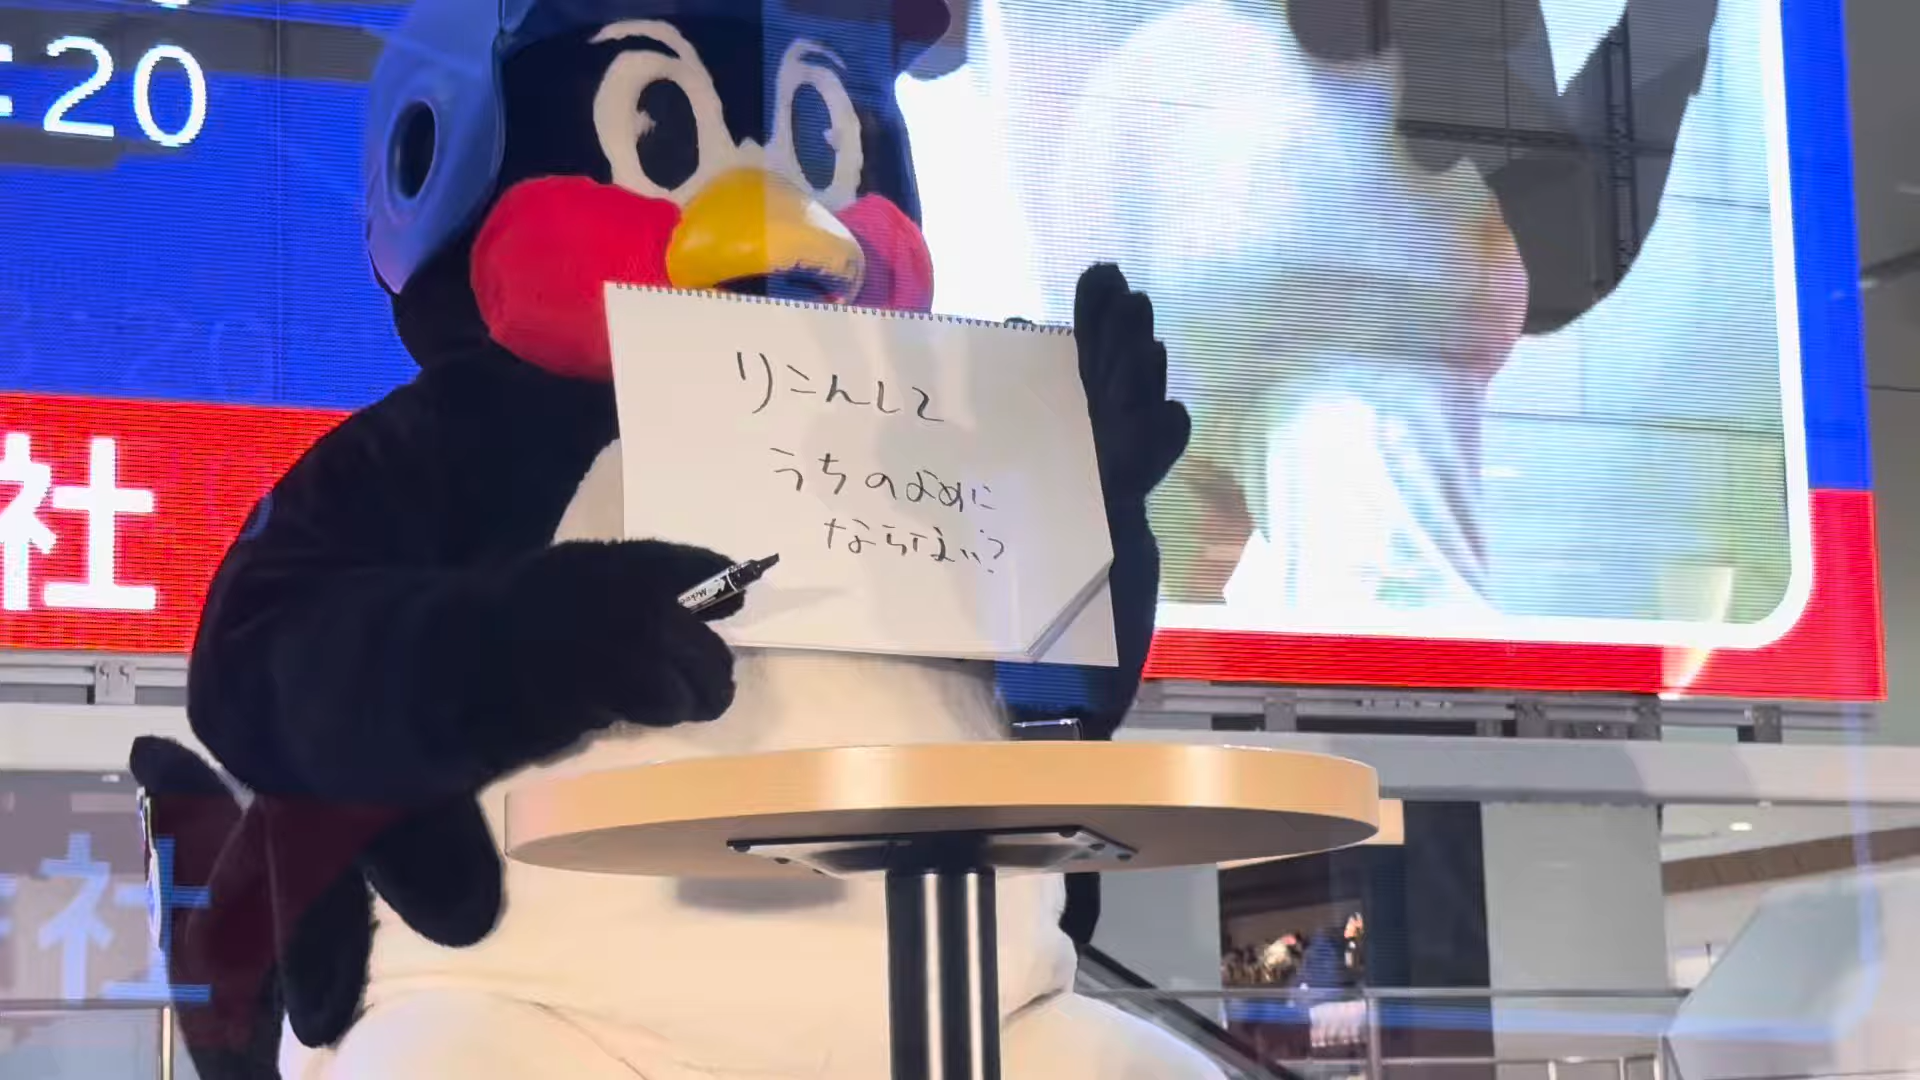 :20
社
りこんして
うちのよめに
ならない?
社